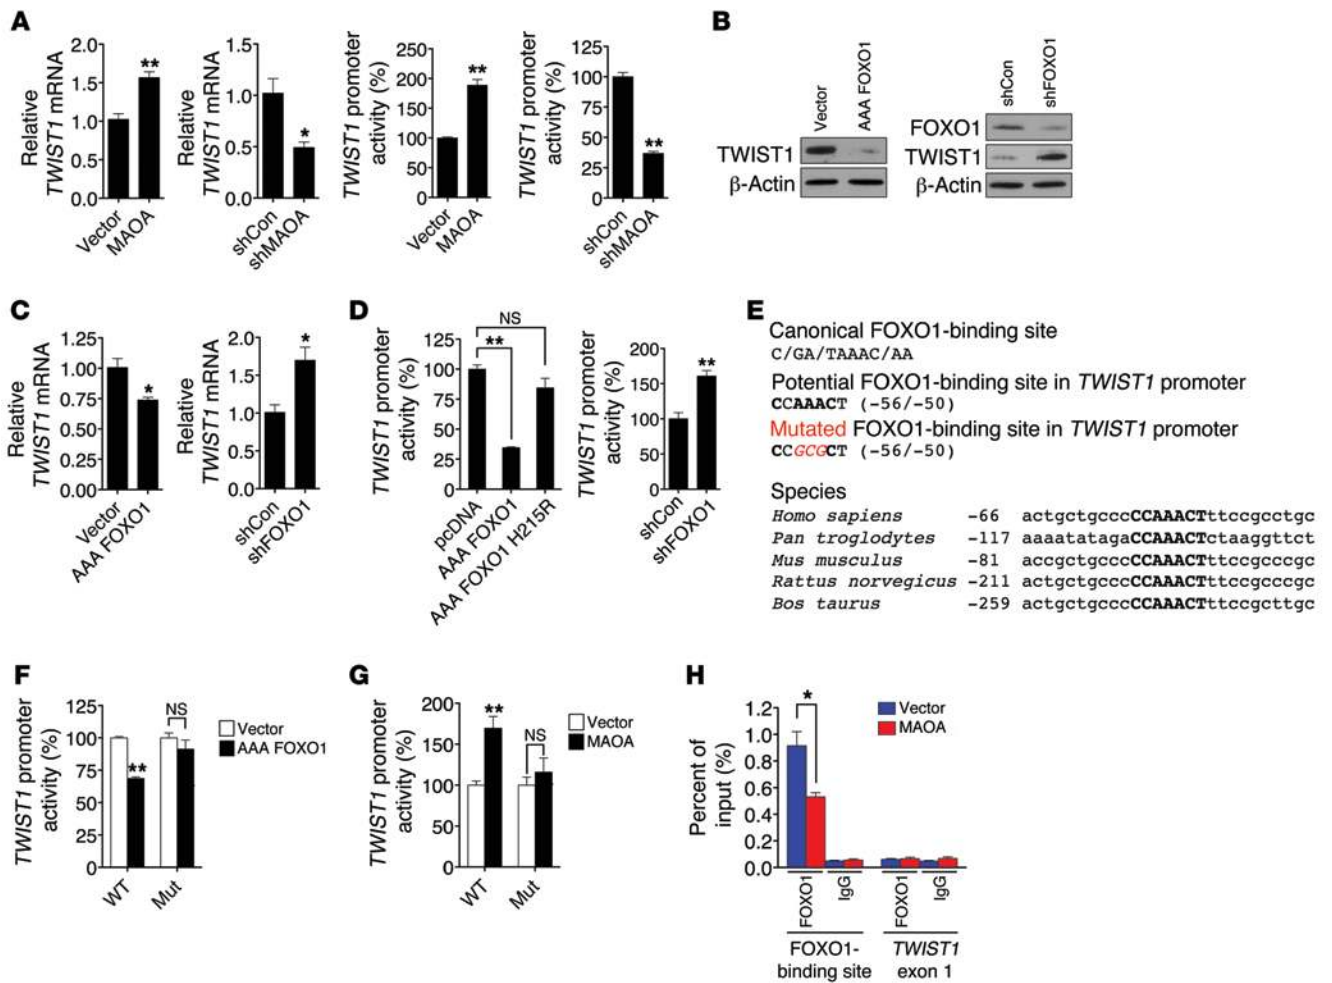 A
Relative
TWIST1 mRNA
2.0
1.5
1.0
0.5
0.0
**
Vector
MAOA
Relative
TWIST1 mRNA
1.5
1.0
0.5
0.0
*
shCon
shMAOA
TWIST1 promoter
activity (%)
250
200
150
100
50
0
**
Vector
MAOA
TWIST1 promoter
activity (%)
125
100
75
50
25
0
**
shCon
shMAOA
B
Vector
AAA FOXO1
TWIST1
β-Actin
shCon
shFOXO1
FOXO1
TWIST1
β-Actin
C
Relative
TWIST1 mRNA
1.25
1.00
0.75
0.50
0.25
0.00
*
Vector
AAA FOXO1
Relative
TWIST1 mRNA
2.0
1.5
1.0
0.5
0.0
*
shCon
shFOXO1
D
TWIST1 promoter
activity (%)
125
100
75
50
25
0
NS
**
pcDNA
AAA FOXO1
AAA FOXO1 H215R
TWIST1 promoter
activity (%)
200
150
100
50
0
**
shCon
shFOXO1
E
Canonical FOXO1-binding site
C/GA/TAAAC/AA
Potential FOXO1-binding site in TWIST1 promoter
CCAAACT (-56/-50)
Mutated FOXO1-binding site in TWIST1 promoter
CCGCGCT (-56/-50)
Species
Homo sapiens -66 actgctgcccCCAAACTttccgcctgc
Pan troglodytes -117 aaaatatagaCCAAACTctaaggttct
Mus musculus -81 accgctgcccCCAAACTttccgcccgc
Rattus norvegicus -211 actgctgcccCCAAACTttccgcccgc
Bos taurus -259 actgctgcccCCAAACTttccgcttgc
F
TWIST1 promoter
activity (%)
125
100
75
50
25
0
**
NS
WT
Mut
Vector
AAA FOXO1
G
TWIST1 promoter
activity (%)
200
150
100
50
0
**
NS
WT
Mut
Vector
MAOA
H
Percent of
input (%)
1.2
1.0
0.8
0.6
0.4
0.2
0.0
*
Vector
MAOA
FOXO1
IgG
FOXO1
IgG
FOXO1-
binding site
TWIST1
exon 1